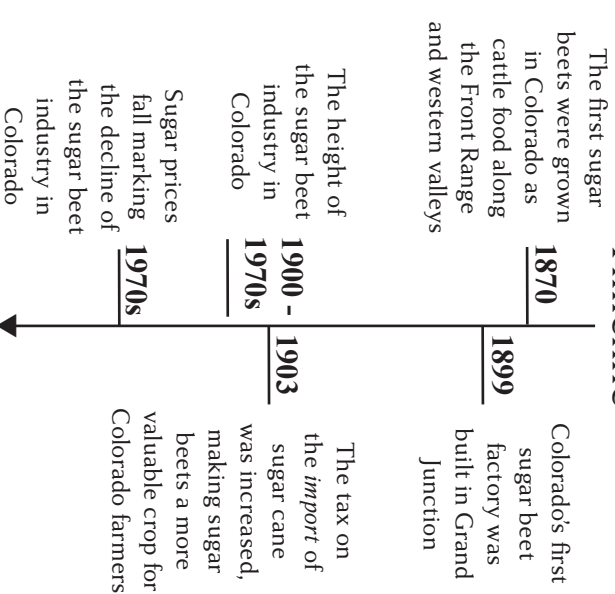 The first sugar
beets were grown
in Colorado as
cattle food along
the Front Range
and western valleys
1870
1899
Colorado's first
sugar beet
factory was
built in Grand
Junction
The height of
the sugar beet
industry in
Colorado
1900 -
1970s
1903
The tax on
the import of
sugar cane
was increased,
making sugar
beets a more
valuable crop for
Colorado farmers
Sugar prices
fall marking
the decline of
the sugar beet
industry in
Colorado
1970s